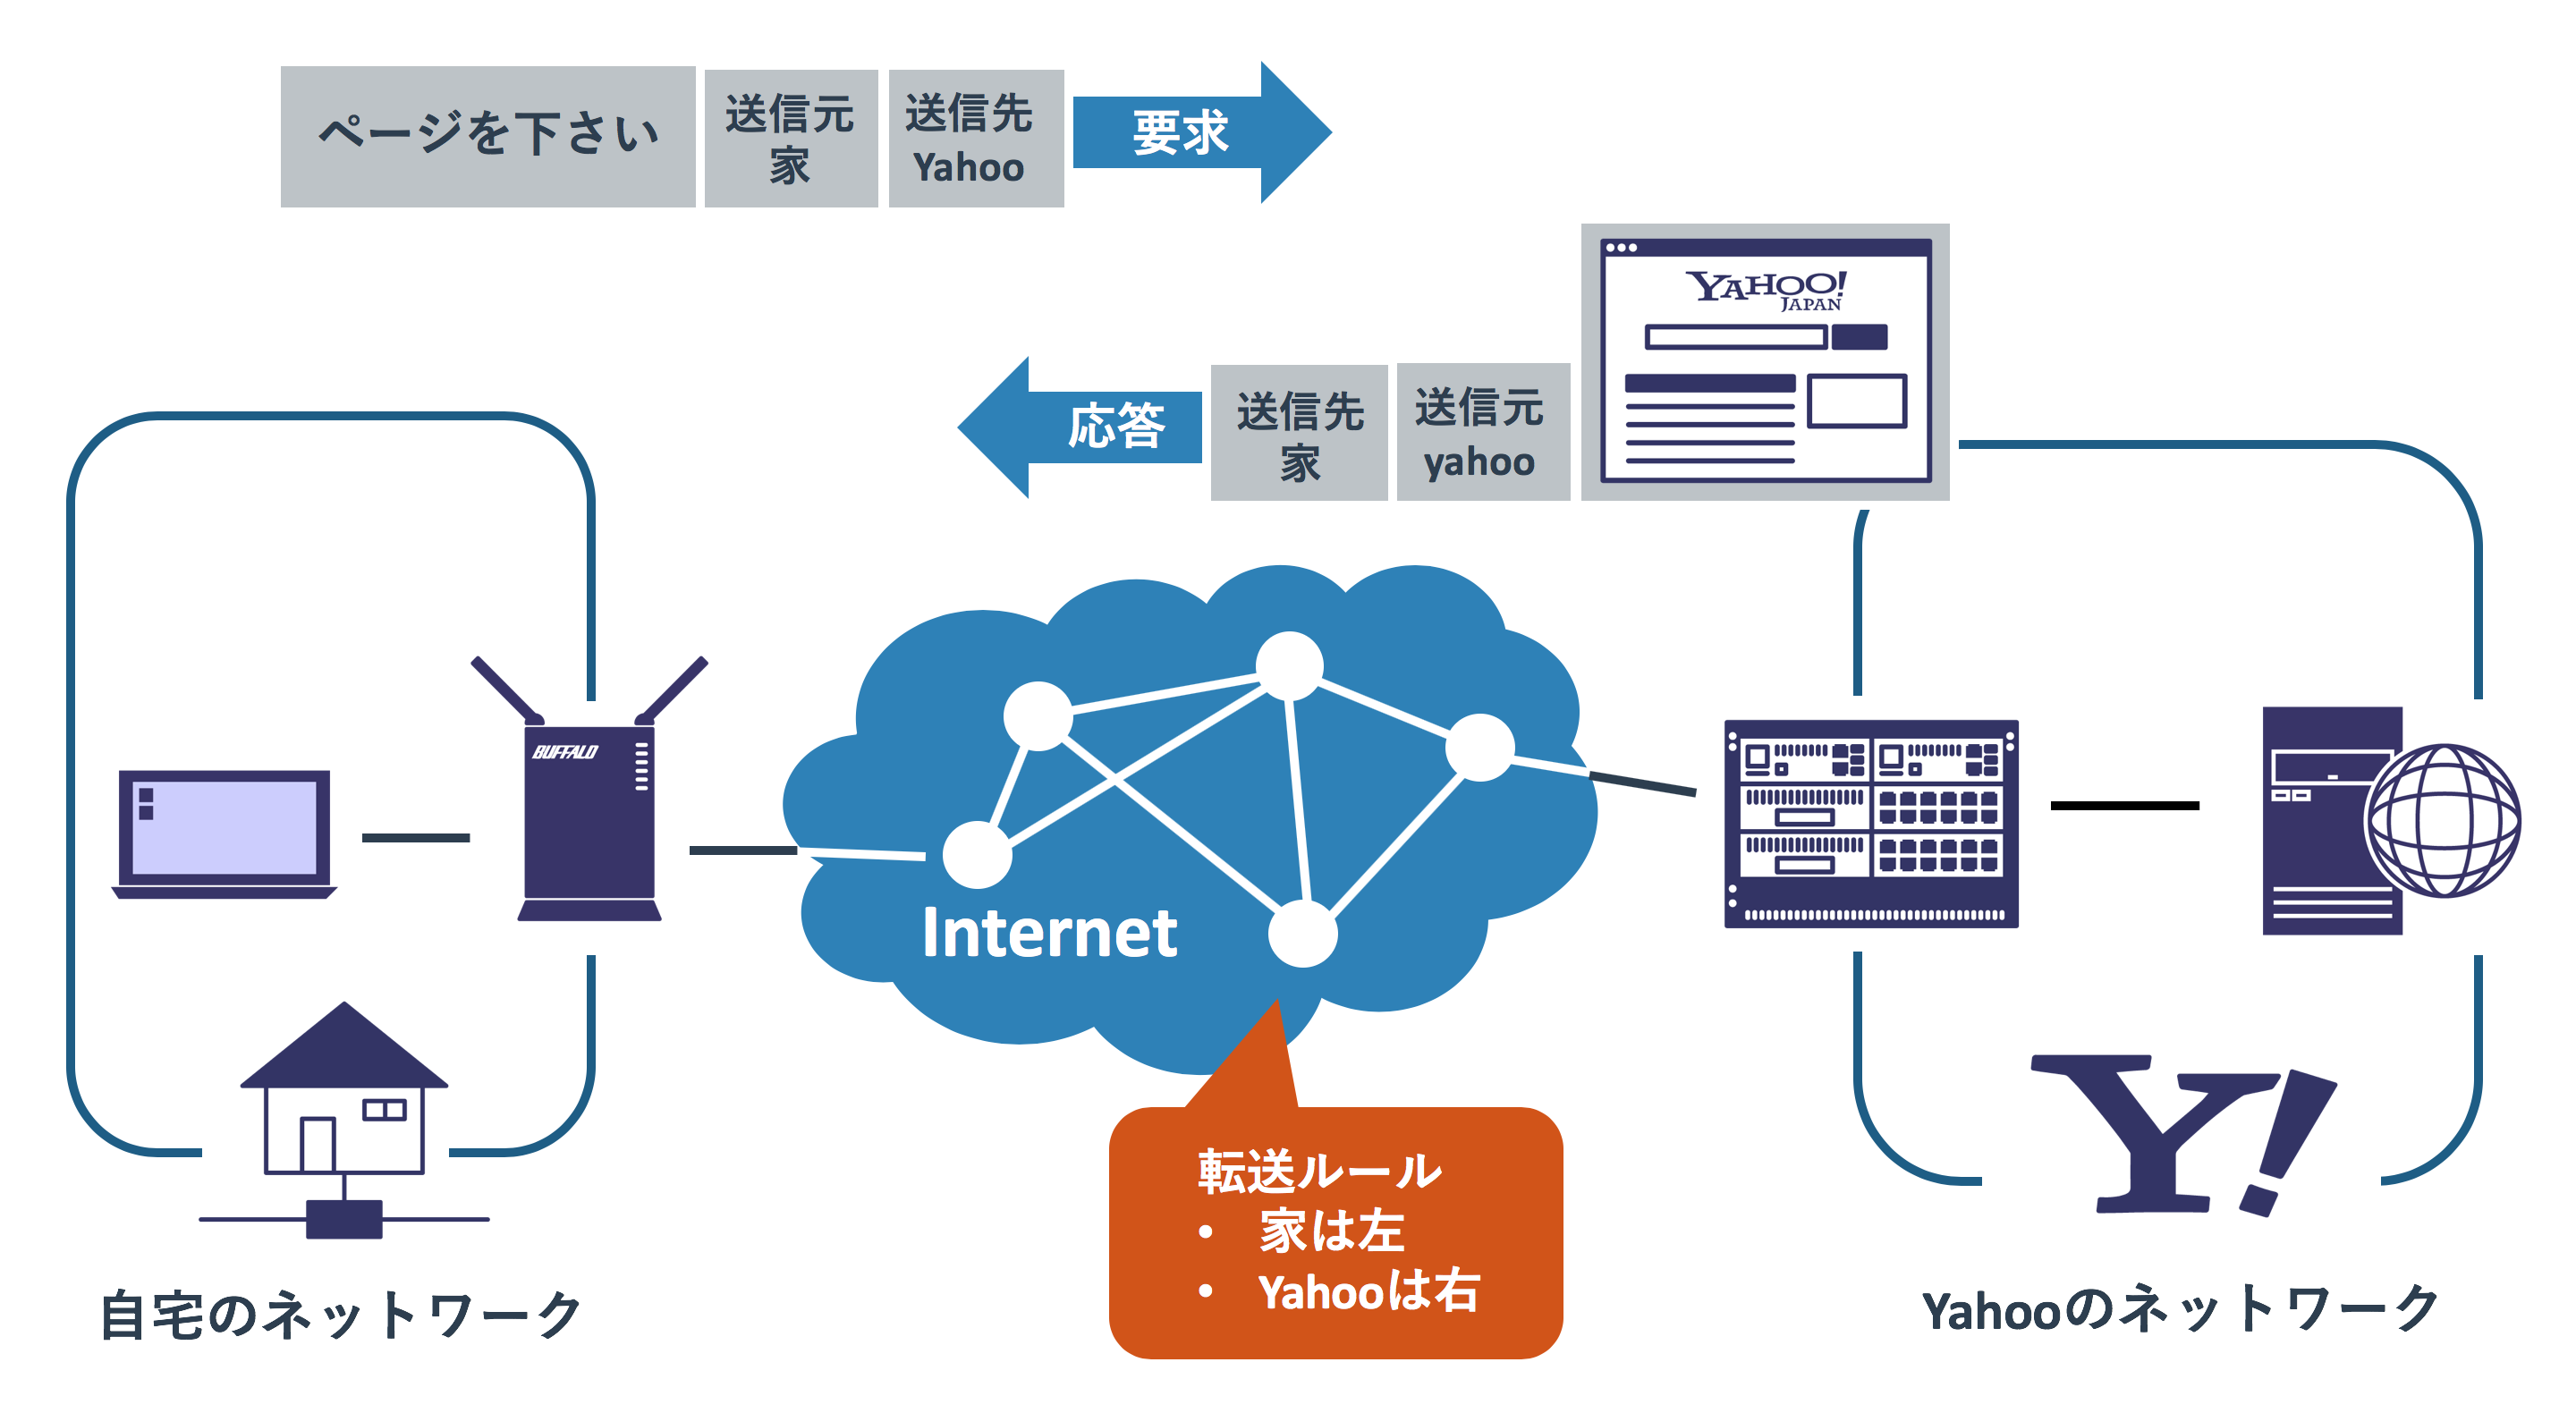 ページを下さい
送信元
家
送信先
Yahoo
要求
YAHOO!
JAPAN
応答
送信先
家
送信元
yahoo
BUFFALO
Internet
転送ルール
• 家は左
• Yahooは右
Y!
自宅のネットワーク
Yahooのネットワーク